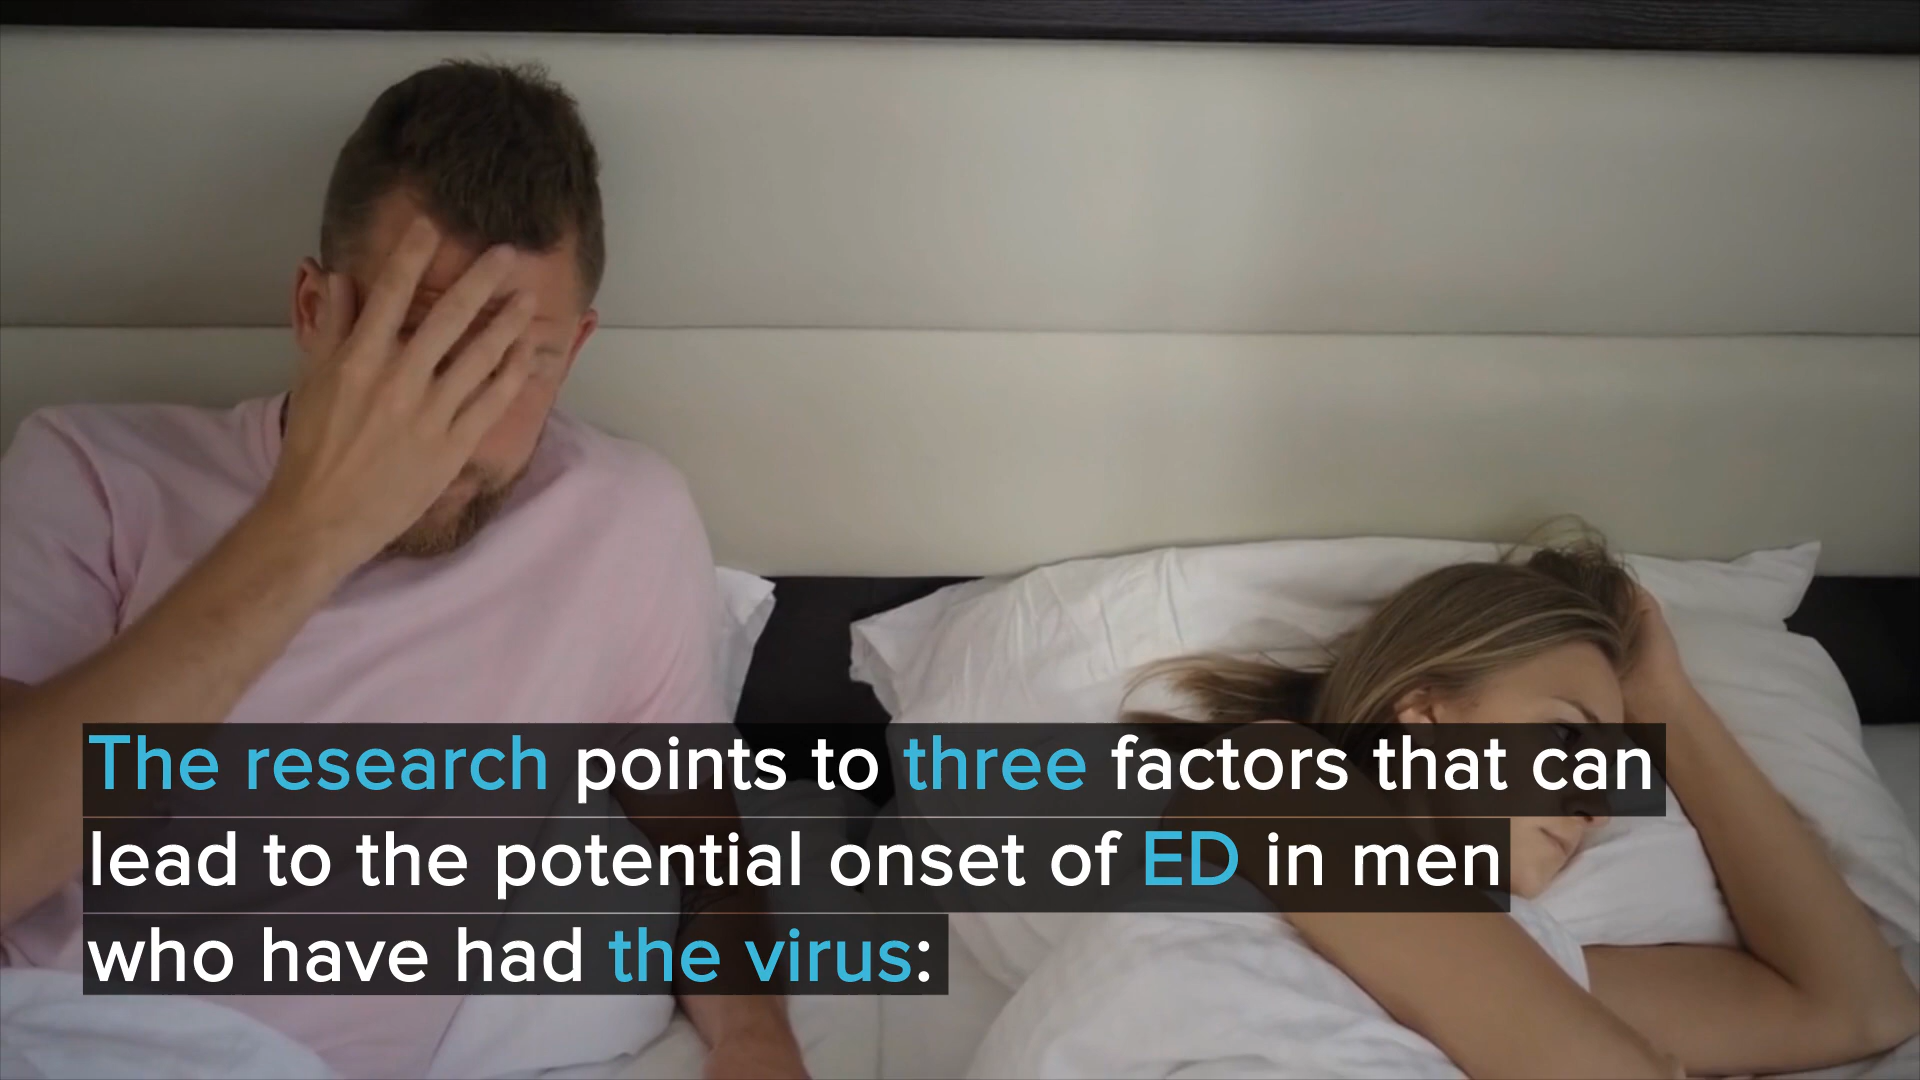 The research points to three factors that can
lead to the potential onset of ED in men
who have had the virus: